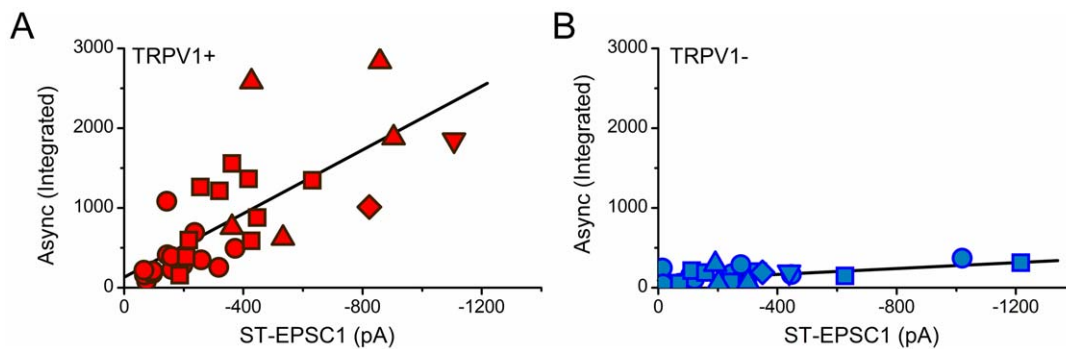 A
TRPV1+
Async (Integrated)
3000
2000
1000
0
0
-400
-800
-1200
ST-EPSC1 (pA)
B
TRPV1-
Async (Integrated)
3000
2000
1000
0
0
-400
-800
-1200
ST-EPSC1 (pA)